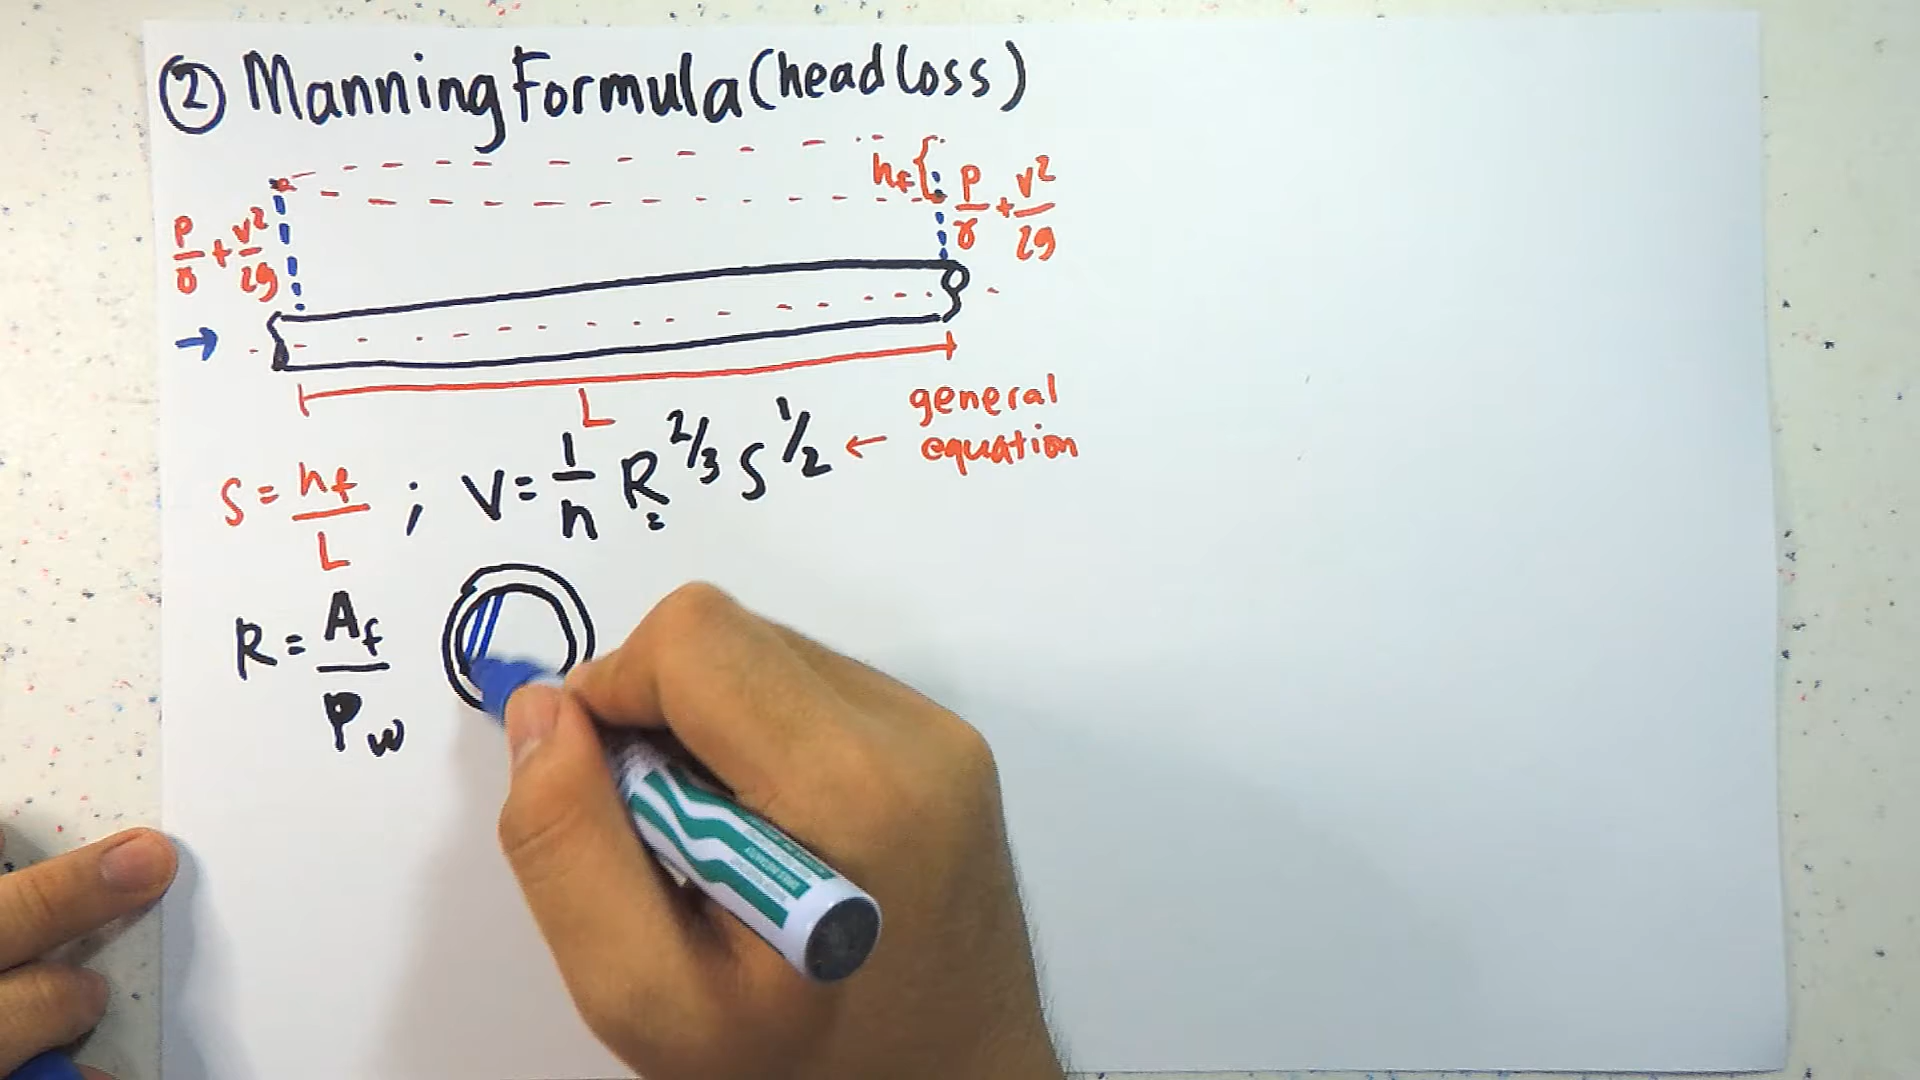 ② Manning Formula (head loss)
hf { P/γ + v²/2g
P/γ + v²/2g
L
general
equation
S = hf/L ; V = 1/n R^2/3 S^1/2 ←
R = Af/Pw